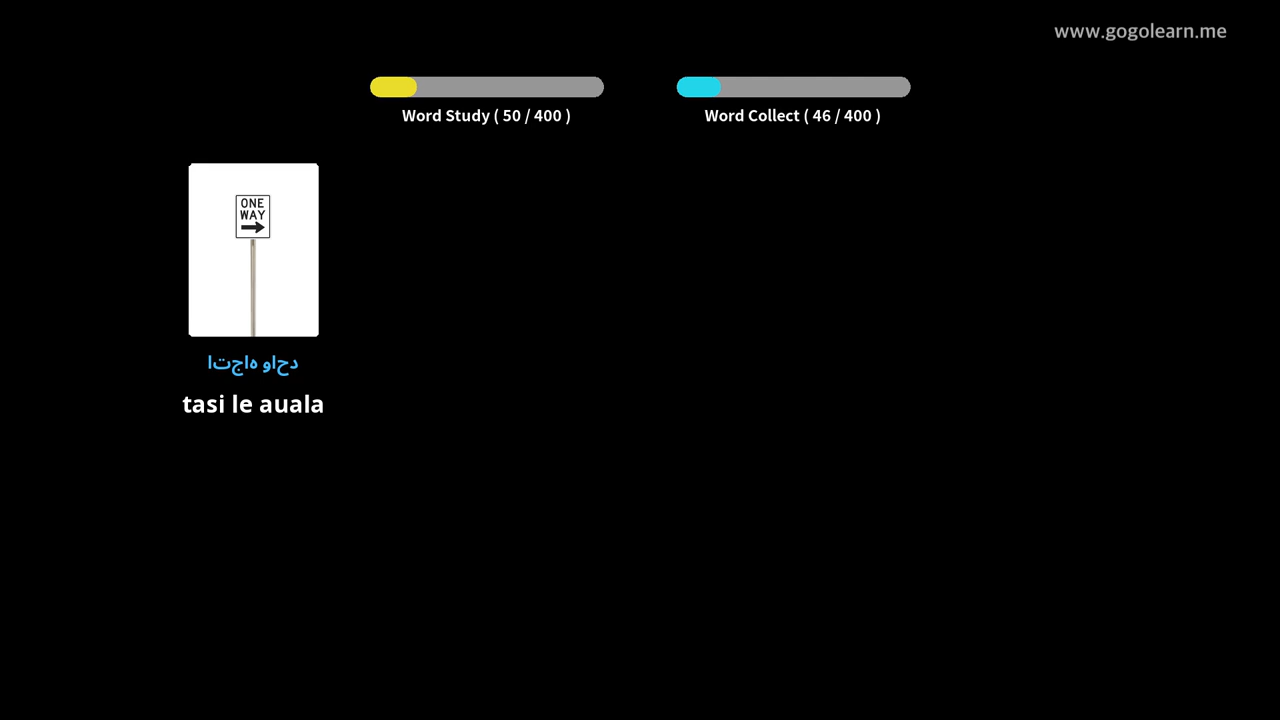 www.gogolearn.me
Word Study ( 50 / 400 )
Word Collect ( 46 / 400 )
ONE
WAY
اتجاه واحد
tasi le auala